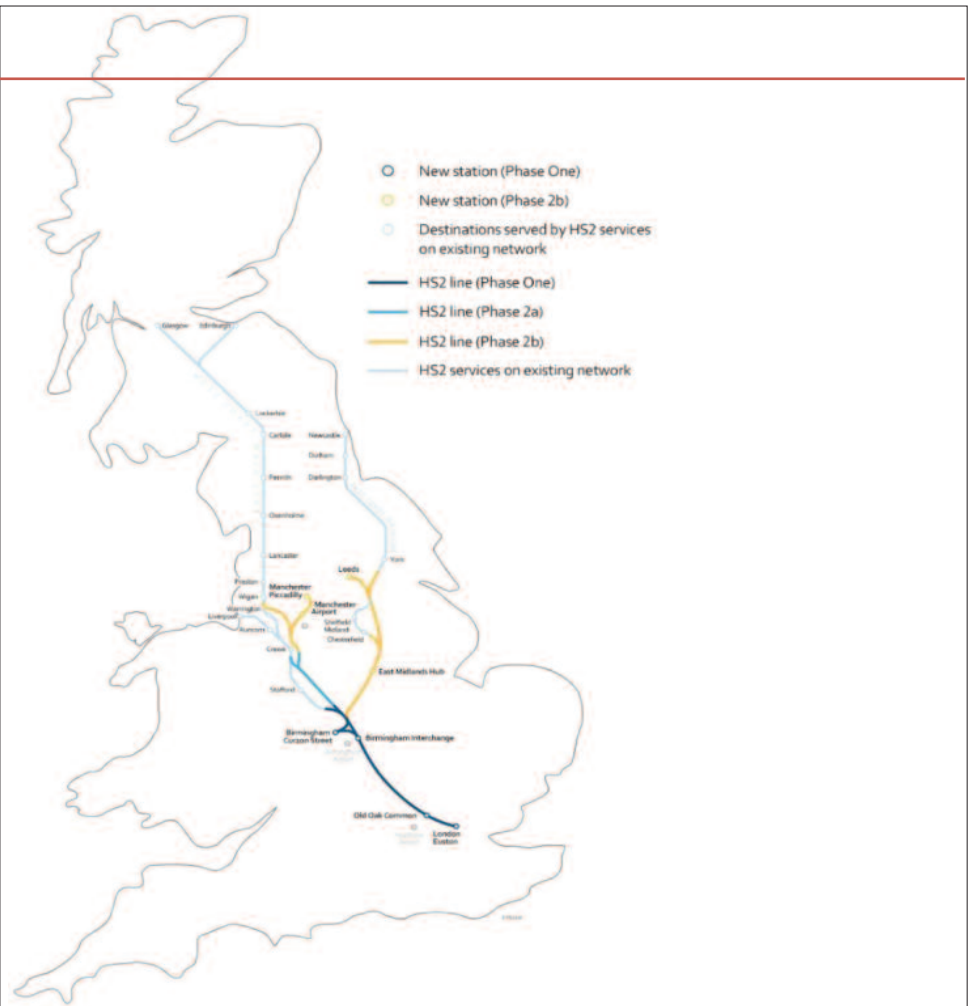 New station (Phase One)
New station (Phase 2b)
Destinations served by HS2 services
on existing network
HS2 line (Phase One)
HS2 line (Phase 2a)
HS2 line (Phase 2b)
HS2 services on existing network
Glasgow
Edinburgh
Lockerbie
Carlisle
Newcastle
Durham
Penrith
Darlington
Oxenholme
Lancaster
York
Leeds
Preston
Manchester
Piccadilly
Wigan
Manchester
Airport
Warrington
Liverpool
Sheffield
Midland
Runcorn
Chesterfield
Crewe
East Midlands Hub
Stafford
Birmingham
Curzon Street
Birmingham Interchange
Old Oak Common
London
Euston